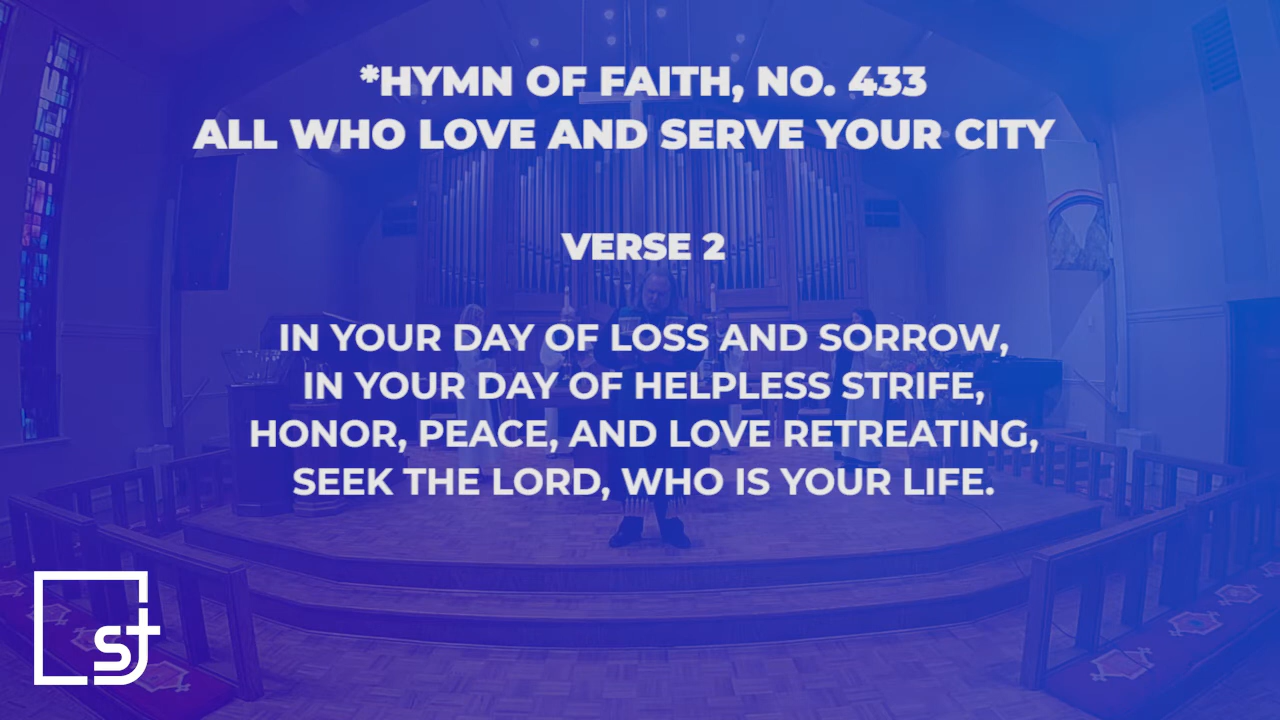 *HYMN OF FAITH, NO. 433
ALL WHO LOVE AND SERVE YOUR CITY
VERSE 2
IN YOUR DAY OF LOSS AND SORROW,
IN YOUR DAY OF HELPLESS STRIFE,
HONOR, PEACE, AND LOVE RETREATING,
SEEK THE LORD, WHO IS YOUR LIFE.
st